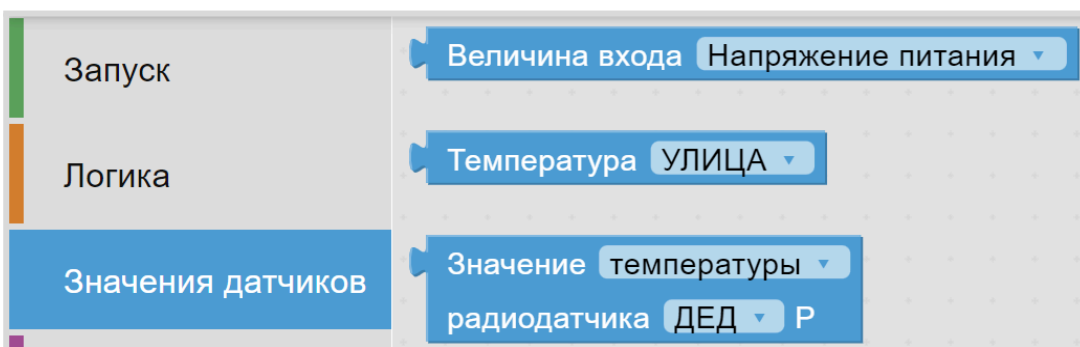 Запуск
Логика
Значения датчиков
Величина входа Напряжение питания
Температура УЛИЦА
Значение температуры
радиодатчика ДЕД Р